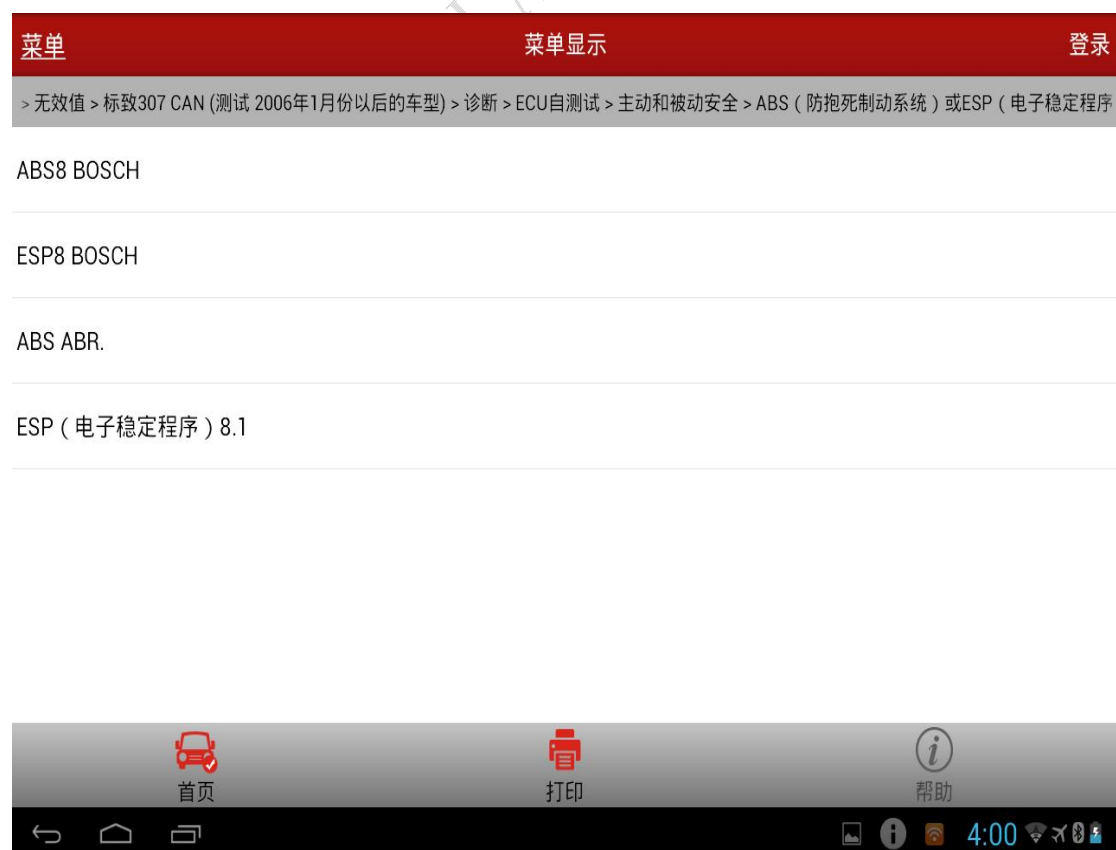 菜单 菜单显示 登录
> 无效值 > 标致307 CAN (测试 2006年1月份以后的车型) > 诊断 > ECU自测试 > 主动和被动安全 > ABS（防抱死制动系统）或ESP（电子稳定程序
ABS8 BOSCH
ESP8 BOSCH
ABS ABR.
ESP（电子稳定程序）8.1
首页 打印 帮助
4:00